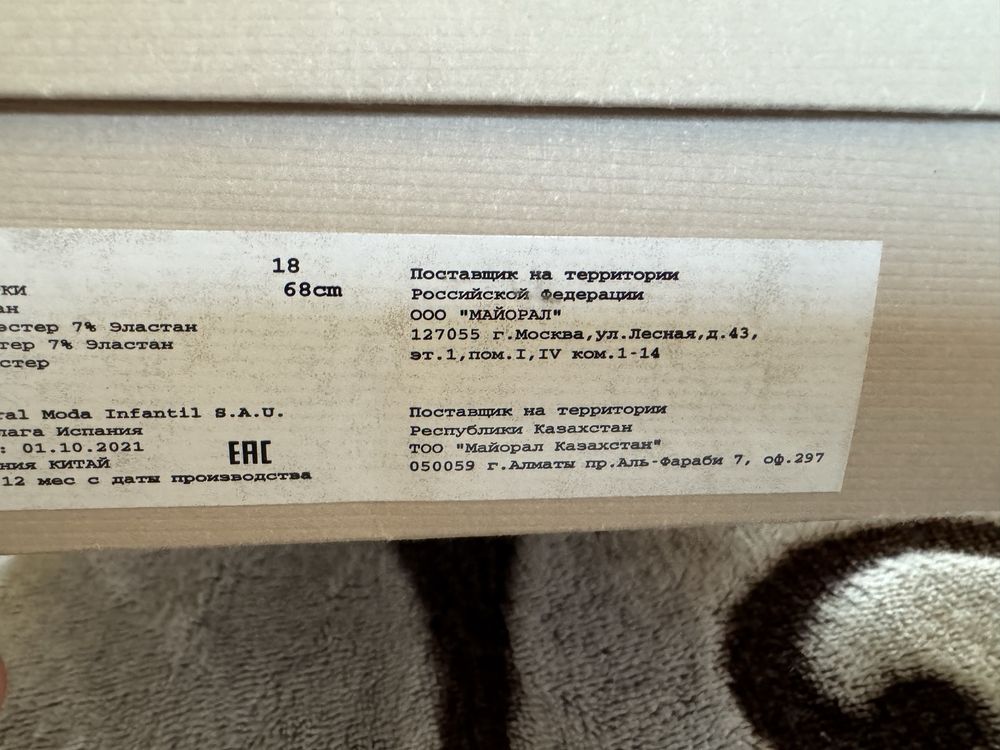 18
68cm
ки
ан
эстер 7% Эластан
тер 7% Эластан
стер
ral Moda Infantil S.A.U.
лага Испания
: 01.10.2021
ния КИТАЙ
12 мес с даты производства
ЕАС
Поставщик на территории
Российской Федерации
ООО "МАЙОРАЛ"
127055 г.Москва,ул.Лесная,д.43,
эт.1,пом.I,IV ком.1-14
Поставщик на территории
Республики Казахстан
ТОО "Майорал Казахстан"
050059 г.Алматы пр.Аль-Фараби 7, оф.297